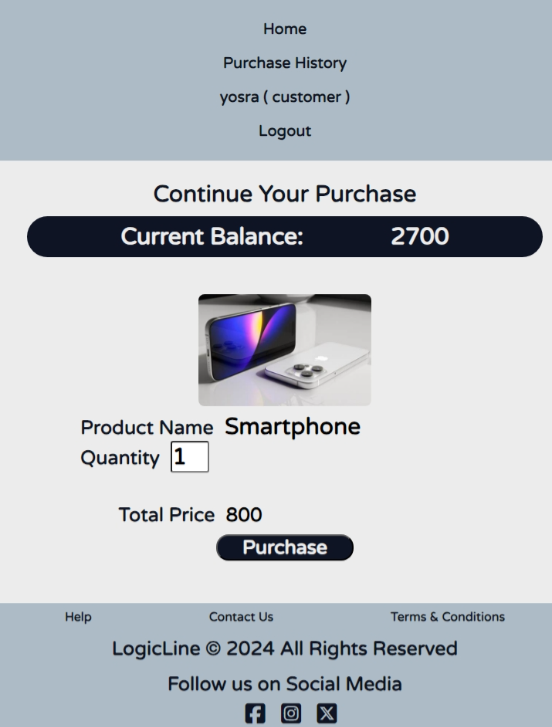 Home
Purchase History
yosra ( customer )
Logout
Continue Your Purchase
Current Balance: 2700
Product Name Smartphone
Quantity 1
Total Price 800
Purchase
Help Contact Us Terms & Conditions
LogicLine © 2024 All Rights Reserved
Follow us on Social Media